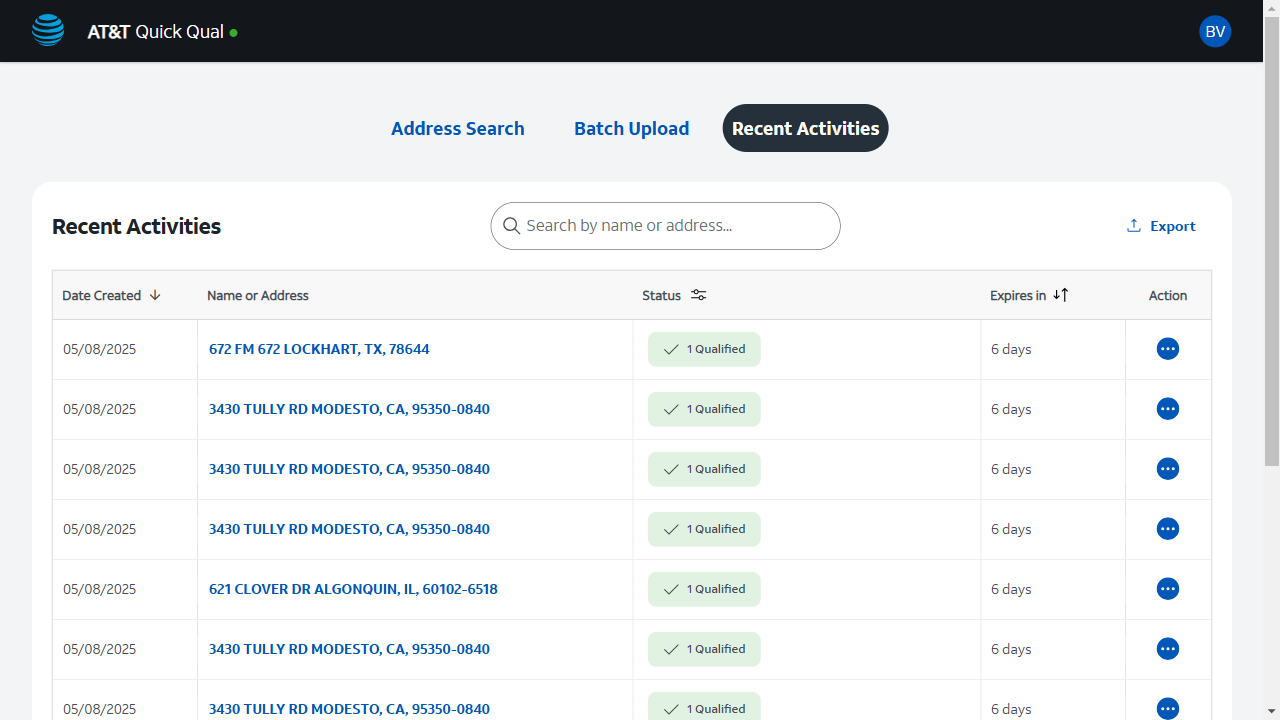 AT&T Quick Qual
BV
Address Search
Batch Upload
Recent Activities
Recent Activities
Search by name or address...
Export
Date Created
Name or Address
Status
Expires in
Action
05/08/2025 672 FM 672 LOCKHART, TX, 78644 1 Qualified 6 days
05/08/2025 3430 TULLY RD MODESTO, CA, 95350-0840 1 Qualified 6 days
05/08/2025 3430 TULLY RD MODESTO, CA, 95350-0840 1 Qualified 6 days
05/08/2025 3430 TULLY RD MODESTO, CA, 95350-0840 1 Qualified 6 days
05/08/2025 621 CLOVER DR ALGONQUIN, IL, 60102-6518 1 Qualified 6 days
05/08/2025 3430 TULLY RD MODESTO, CA, 95350-0840 1 Qualified 6 days
05/08/2025 3430 TULLY RD MODESTO, CA, 95350-0840 1 Qualified 6 days